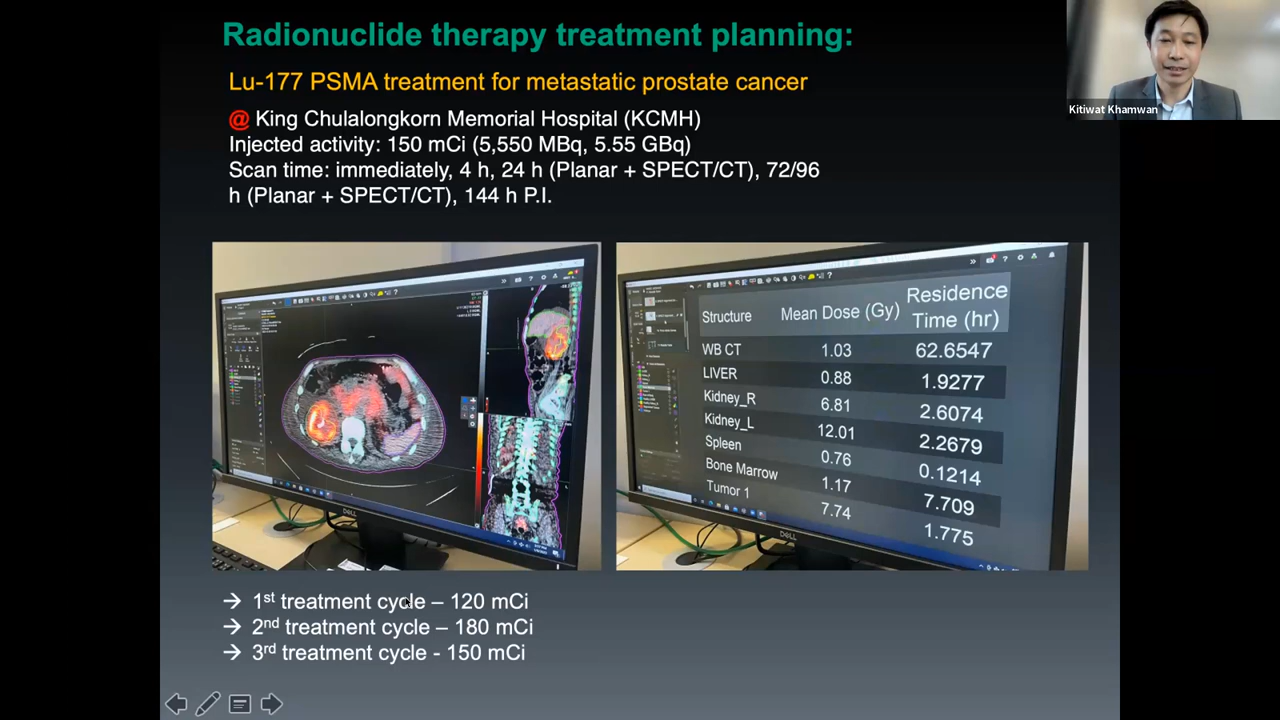 Radionuclide therapy treatment planning:
Lu-177 PSMA treatment for metastatic prostate cancer
@ King Chulalongkorn Memorial Hospital (KCMH)
Injected activity: 150 mCi (5,550 MBq, 5.55 GBq)
Scan time: immediately, 4 h, 24 h (Planar + SPECT/CT), 72/96
h (Planar + SPECT/CT), 144 h P.I.
Kitiwat Khamwan
Structure Mean Dose (Gy) Residence Time (hr)
WB CT 1.03 62.6547
LIVER 0.88 1.9277
Kidney_R 6.81 2.6074
Kidney_L 12.01 2.2679
Spleen 0.76 0.1214
Bone Marrow 1.17 7.709
Tumor 1 7.74 1.775
DELL
DELL
→ 1st treatment cycle – 120 mCi
→ 2nd treatment cycle – 180 mCi
→ 3rd treatment cycle - 150 mCi